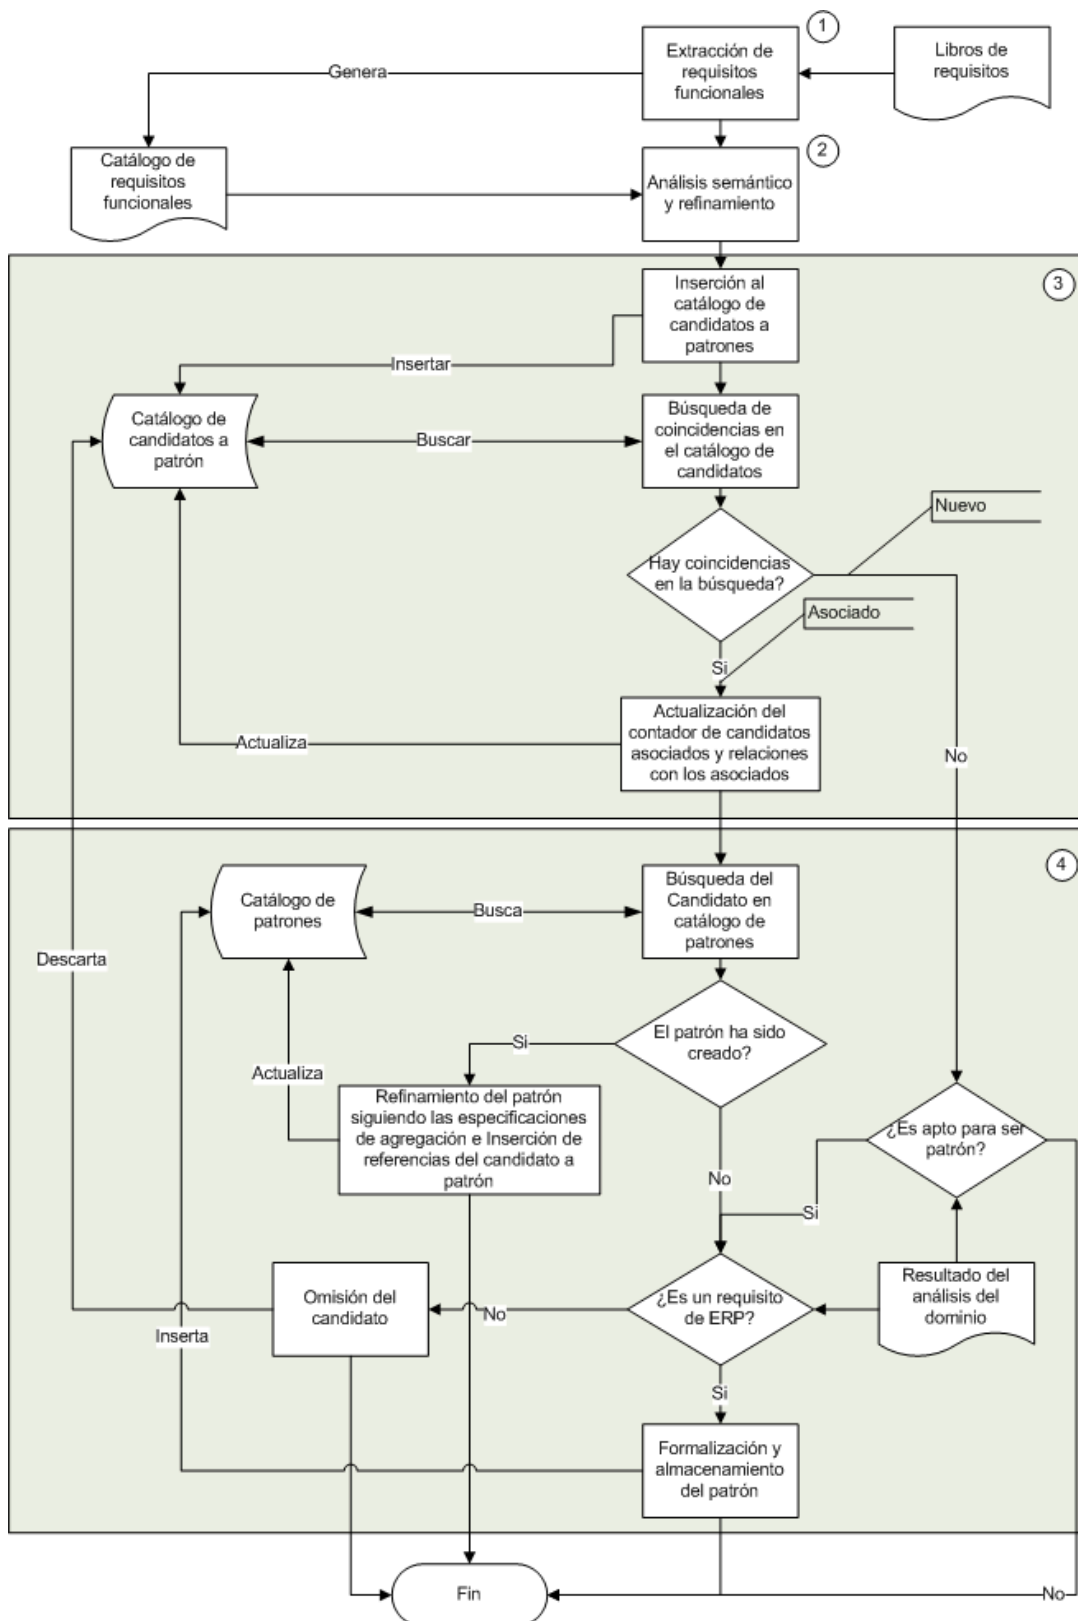 1
Extracción de
requisitos
funcionales
Libros de
requisitos
Genera
2
Catálogo de
requisitos
funcionales
Análisis semántico
y refinamiento
3
Inserción al
catálogo de
candidatos a
patrones
Insertar
Catálogo de
candidatos a
patrón
Buscar
Búsqueda de
coincidencias en
el catálogo de
candidatos
Nuevo
Hay coincidencias
en la búsqueda?
Asociado
Si
Actualización del
contador de candidatos
asociados y relaciones
con los asociados
Actualiza
No
4
Catálogo de
patrones
Busca
Búsqueda del
Candidato en
catálogo de
patrones
Descarta
El patrón ha sido
creado?
Si
Actualiza
Refinamiento del patrón
siguiendo las especificaciones
de agregación e Inserción de
referencias del candidato a
patrón
¿Es apto para ser
patrón?
No
Si
Omisión del
candidato
No
¿Es un requisito
de ERP?
Resultado del
análisis del
dominio
Inserta
Si
Formalización y
almacenamiento
del patrón
Fin
No